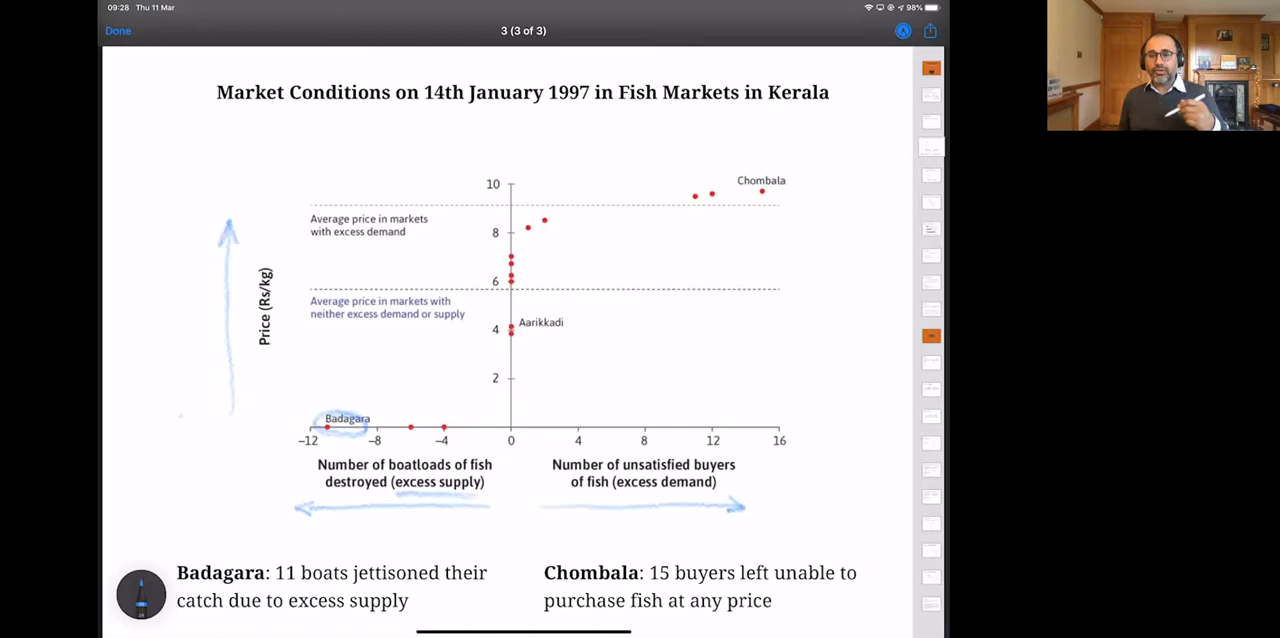 09:28 Thu 11 Mar
98%
Done
3 (3 of 3)
Market Conditions on 14th January 1997 in Fish Markets in Kerala
10
Chombala
Average price in markets
with excess demand
8
6
Average price in markets with
neither excess demand or supply
Price (Rs/kg)
4
Aarikkadi
2
Badagara
−12 −8 −4 0 4 8 12 16
Number of boatloads of fish
destroyed (excess supply)
Number of unsatisfied buyers
of fish (excess demand)
Badagara: 11 boats jettisoned their
catch due to excess supply
Chombala: 15 buyers left unable to
purchase fish at any price